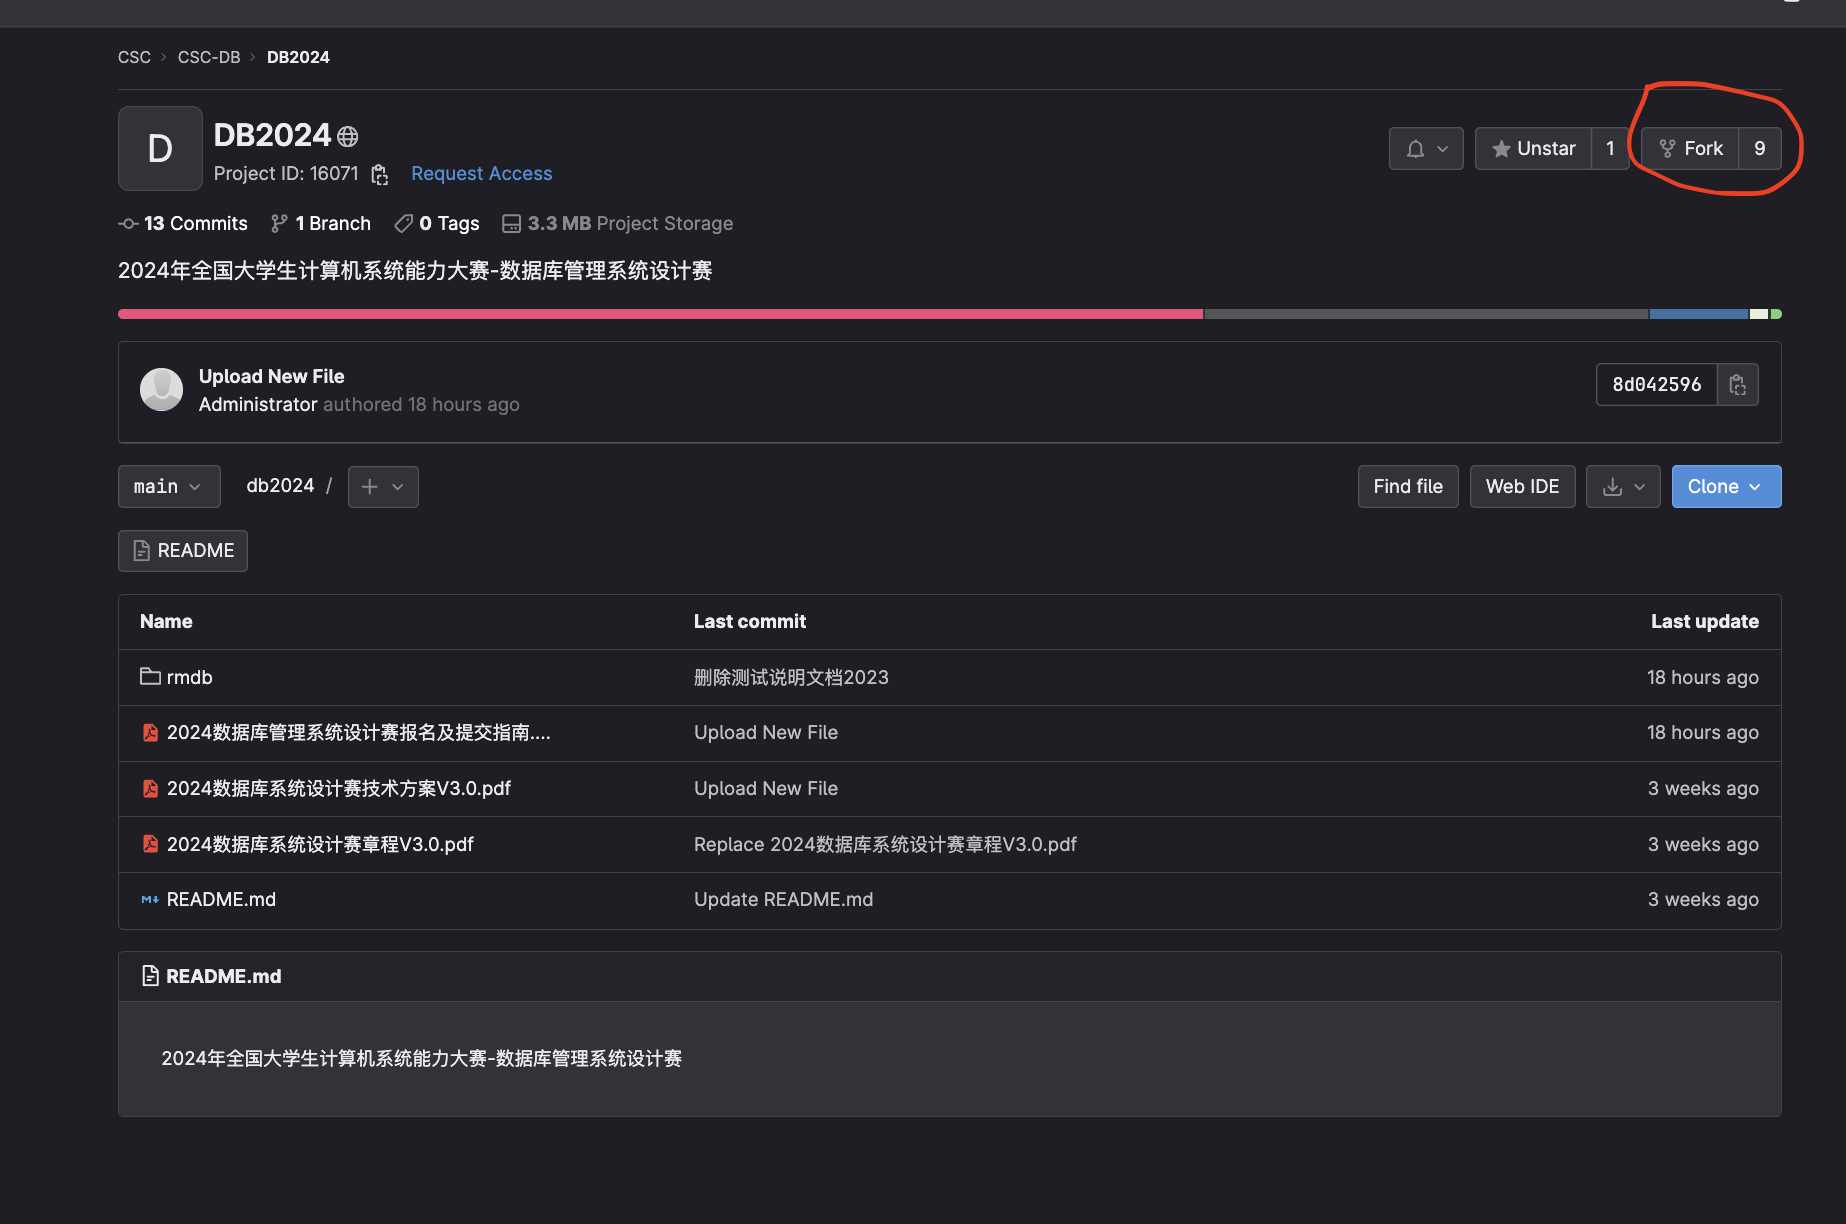 CSC > CSC-DB > DB2024
D
DB2024
Project ID: 16071 Request Access
Unstar 1 Fork 9
13 Commits 1 Branch 0 Tags 3.3 MB Project Storage
2024年全国大学生计算机系统能力大赛-数据库管理系统设计赛
Upload New File
Administrator authored 18 hours ago
8d042596
main db2024 / +
Find file Web IDE Clone
README
Name Last commit Last update
rmdb 删除测试说明文档2023 18 hours ago
2024数据库管理系统设计赛报名及提交指南.... Upload New File 18 hours ago
2024数据库系统设计赛技术方案V3.0.pdf Upload New File 3 weeks ago
2024数据库系统设计赛章程V3.0.pdf Replace 2024数据库系统设计赛章程V3.0.pdf 3 weeks ago
README.md Update README.md 3 weeks ago
README.md
2024年全国大学生计算机系统能力大赛-数据库管理系统设计赛